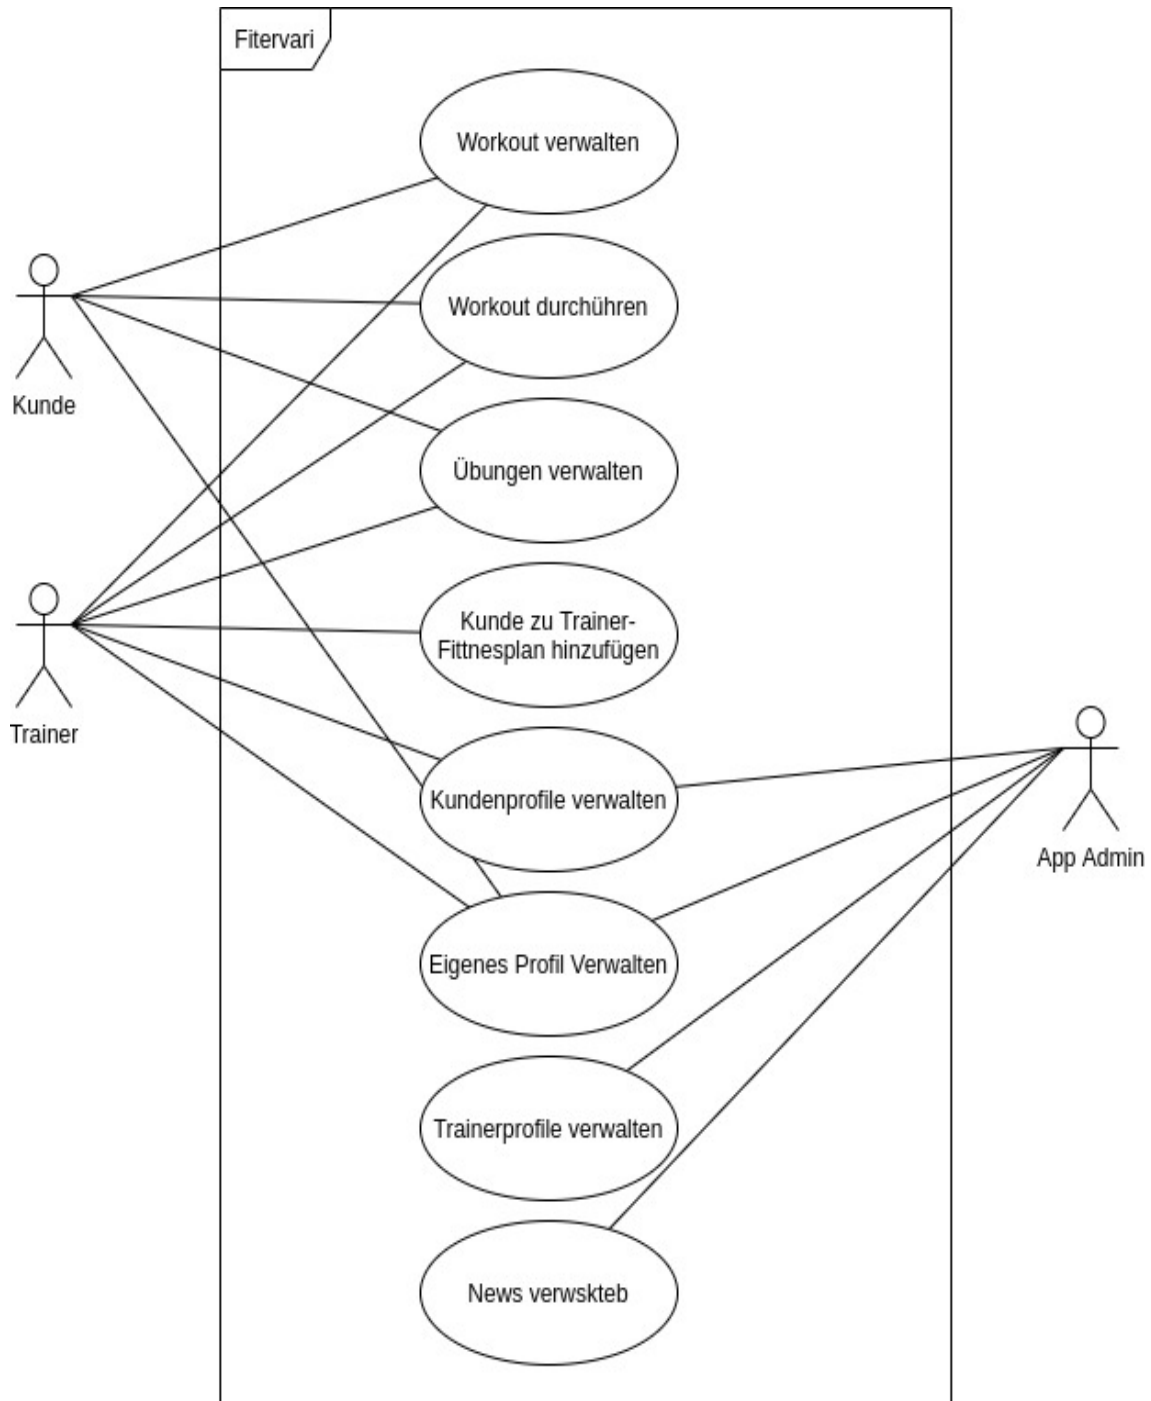 Fitervari
Workout verwalten
Workout durchühren
Kunde
Übungen verwalten
Kunde zu Trainer-
Fittnesplan hinzufügen
Trainer
Kundenprofile verwalten
App Admin
Eigenes Profil Verwalten
Trainerprofile verwalten
News verwskteb